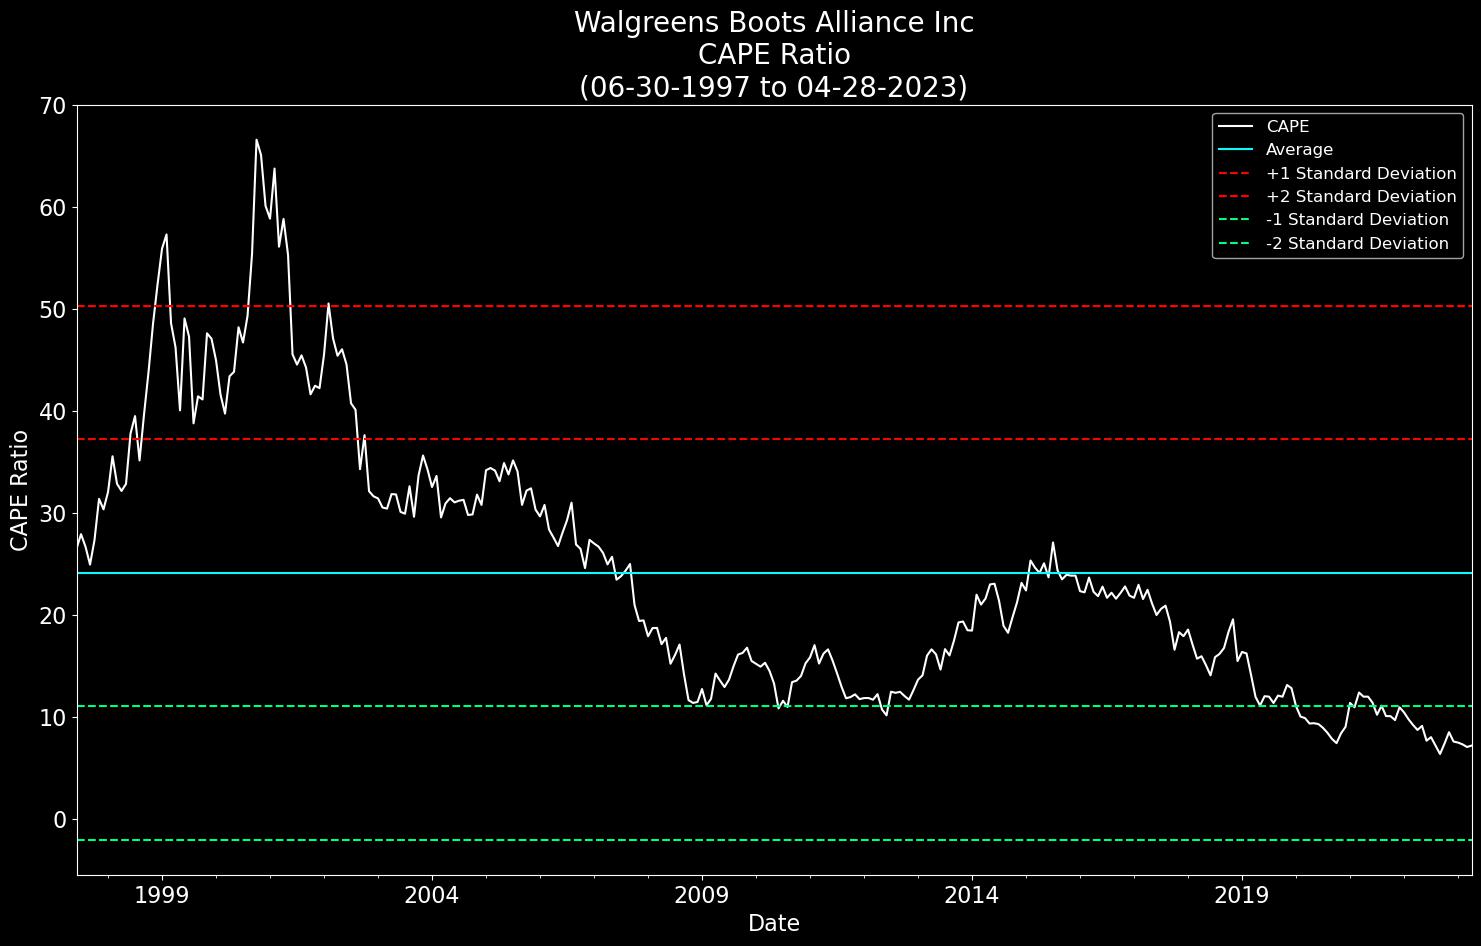 Walgreens Boots Alliance Inc
CAPE Ratio
(06-30-1997 to 04-28-2023)
CAPE
Average
+1 Standard Deviation
+2 Standard Deviation
-1 Standard Deviation
-2 Standard Deviation
CAPE Ratio
70
60
50
40
30
20
10
0
1999
2004
2009
2014
2019
Date